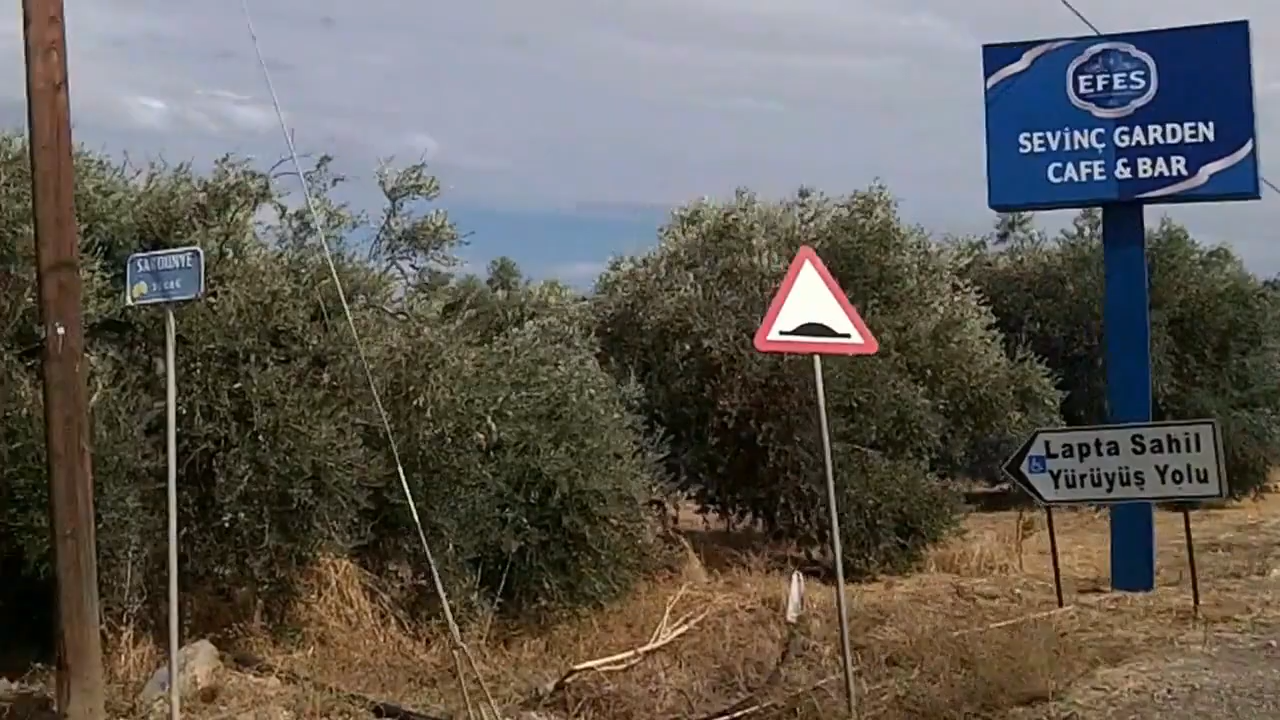 EFES
SEVİNÇ GARDEN
CAFE & BAR
Lapta Sahil
Yürüyüş Yolu